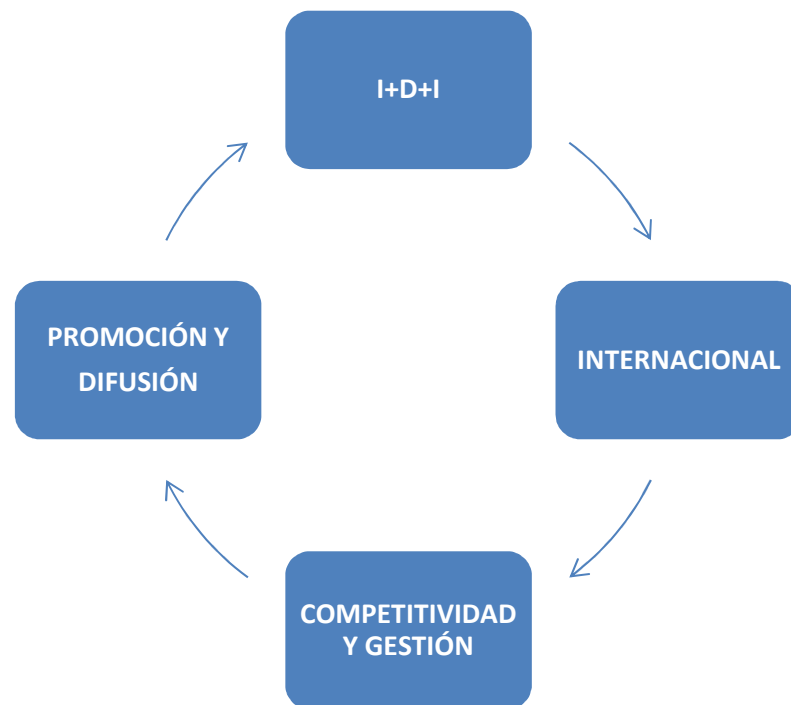 I+D+I
PROMOCIÓN Y
DIFUSIÓN
INTERNACIONAL
COMPETITIVIDAD
Y GESTIÓN